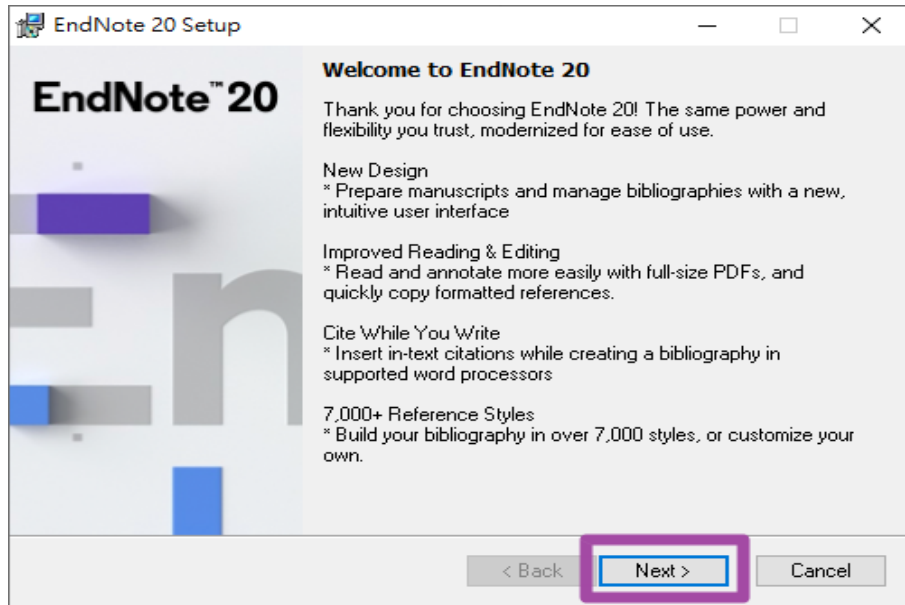 EndNote 20 Setup
EndNote™20
Welcome to EndNote 20
Thank you for choosing EndNote 20! The same power and
flexibility you trust, modernized for ease of use.
New Design
* Prepare manuscripts and manage bibliographies with a new,
intuitive user interface
Improved Reading & Editing
* Read and annotate more easily with full-size PDFs, and
quickly copy formatted references.
Cite While You Write
* Insert in-text citations while creating a bibliography in
supported word processors
7,000+ Reference Styles
* Build your bibliography in over 7,000 styles, or customize your
own.
< Back
Next >
Cancel